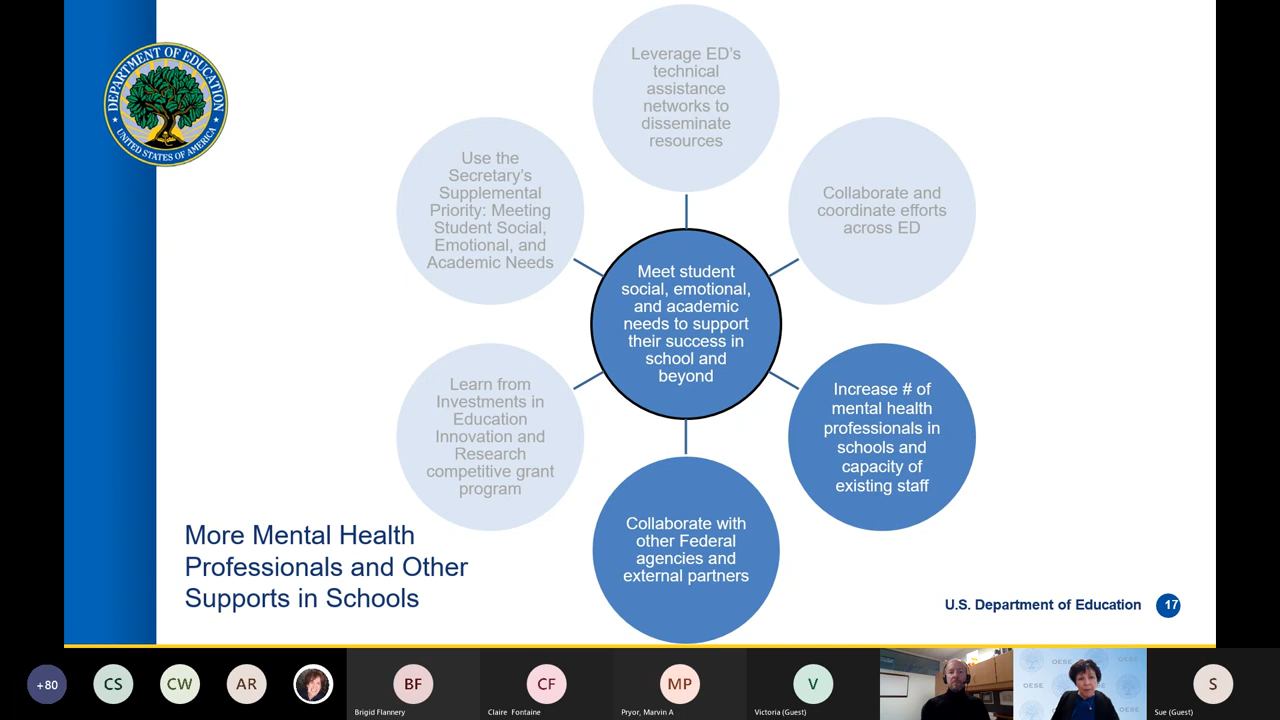 DEPARTMENT OF EDUCATION
UNITED STATES OF AMERICA
Leverage ED's
technical
assistance
networks to
disseminate
resources
Use the
Secretary's
Supplemental
Priority: Meeting
Student Social,
Emotional, and
Academic Needs
Collaborate and
coordinate efforts
across ED
Meet student
social, emotional,
and academic
needs to support
their success in
school and
beyond
Learn from
Investments in
Education
Innovation and
Research
competitive grant
program
Increase # of
mental health
professionals in
schools and
capacity of
existing staff
Collaborate with
other Federal
agencies and
external partners
More Mental Health
Professionals and Other
Supports in Schools
U.S. Department of Education
17
+80
CS
CW
AR
BF
Brigid Flannery
CF
Claire Fontaine
MP
Pryor, Marvin A
V
Victoria (Guest)
OESE
OESE
OESE
S
Sue (Guest)